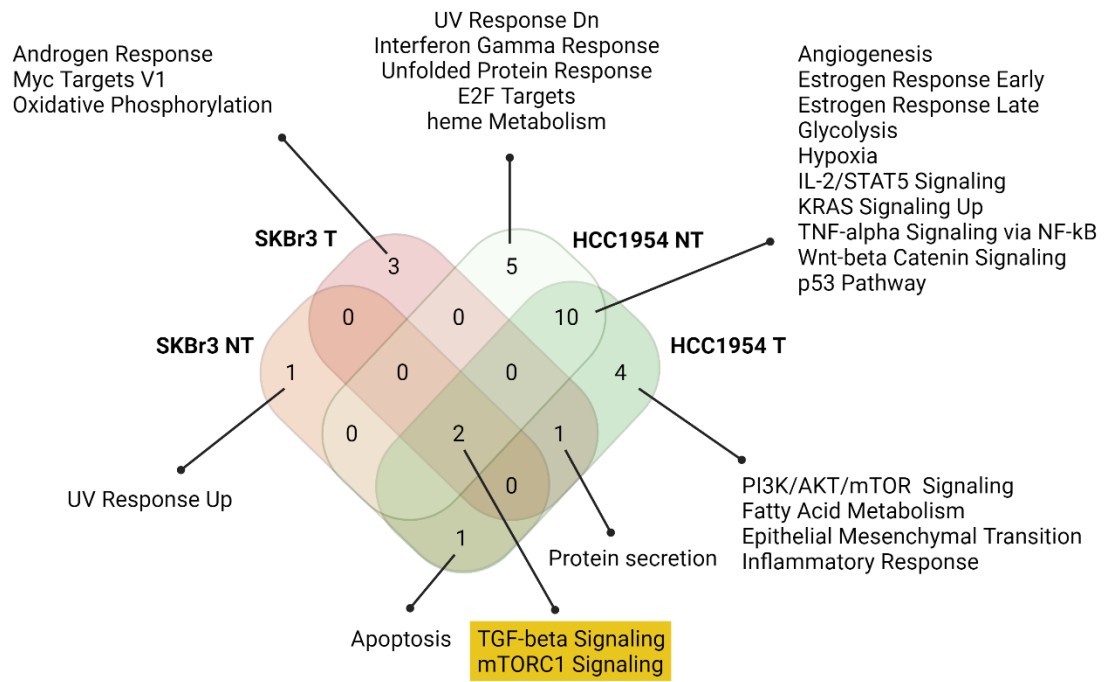 UV Response Dn
Interferon Gamma Response
Unfolded Protein Response
E2F Targets
heme Metabolism
Androgen Response
Myc Targets V1
Oxidative Phosphorylation
Angiogenesis
Estrogen Response Early
Estrogen Response Late
Glycolysis
Hypoxia
IL-2/STAT5 Signaling
KRAS Signaling Up
TNF-alpha Signaling via NF-kB
Wnt-beta Catenin Signaling
p53 Pathway
SKBr3 T
HCC1954 NT
3
5
0
0
10
SKBr3 NT
HCC1954 T
1
0
0
4
0
2
1
0
1
UV Response Up
PI3K/AKT/mTOR  Signaling
Fatty Acid Metabolism
Epithelial Mesenchymal Transition
Inflammatory Response
Protein secretion
Apoptosis
TGF-beta Signaling
mTORC1 Signaling